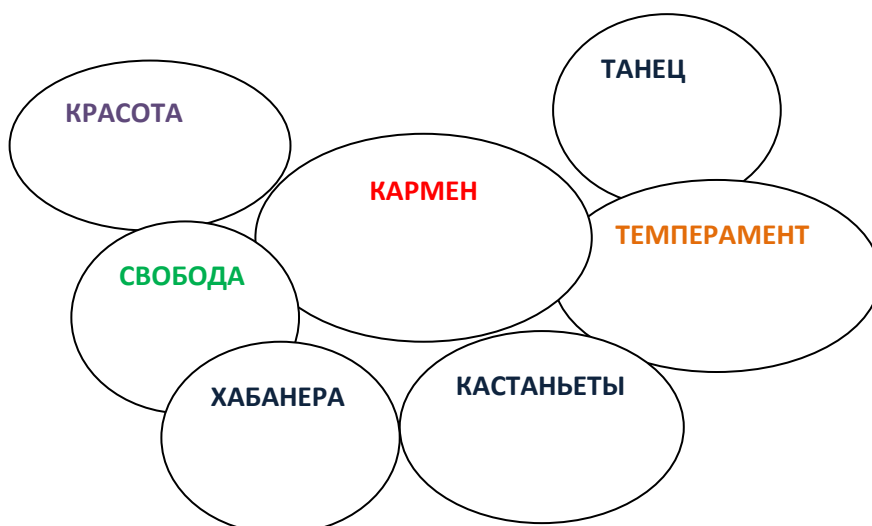 ТАНЕЦ
КРАСОТА
КАРМЕН
ТЕМПЕРАМЕНТ
СВОБОДА
КАСТАНЬЕТЫ
ХАБАНЕРА